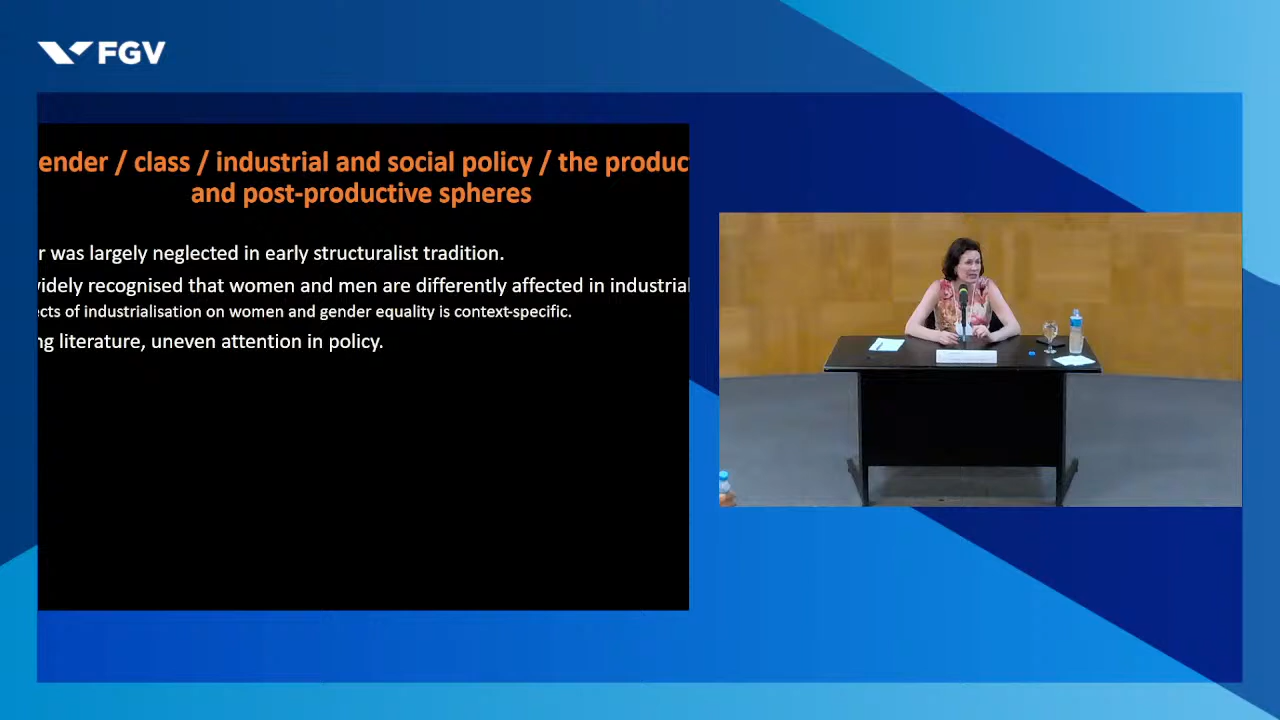 FGV
ender / class / industrial and social policy / the produc
and post-productive spheres
r was largely neglected in early structuralist tradition.
videly recognised that women and men are differently affected in industrial
ects of industrialisation on women and gender equality is context-specific.
ng literature, uneven attention in policy.